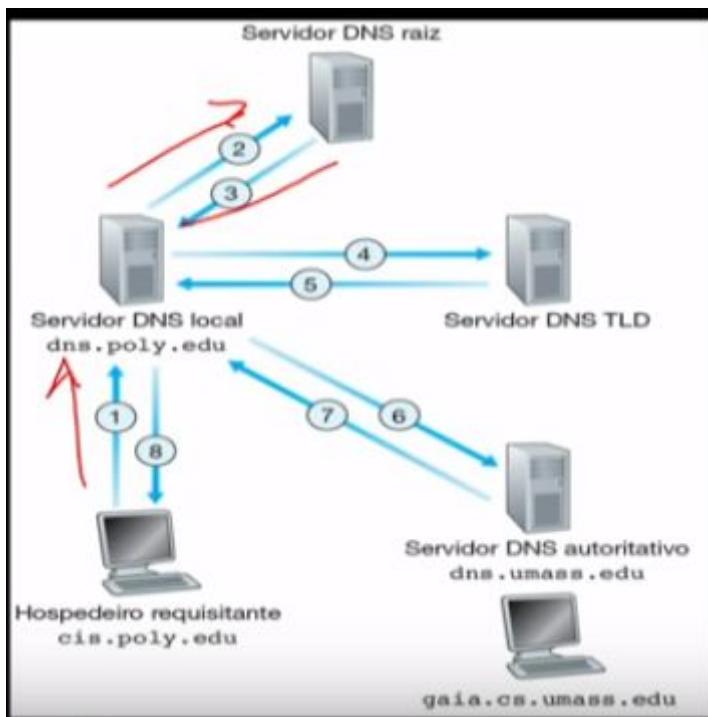 Servidor DNS raiz
2
3
4
5
Servidor DNS local
dns.poly.edu
Servidor DNS TLD
1
8
7
6
Servidor DNS autoritativo
dns.umass.edu
Hospedeiro requisitante
cis.poly.edu
gaia.cs.umass.edu